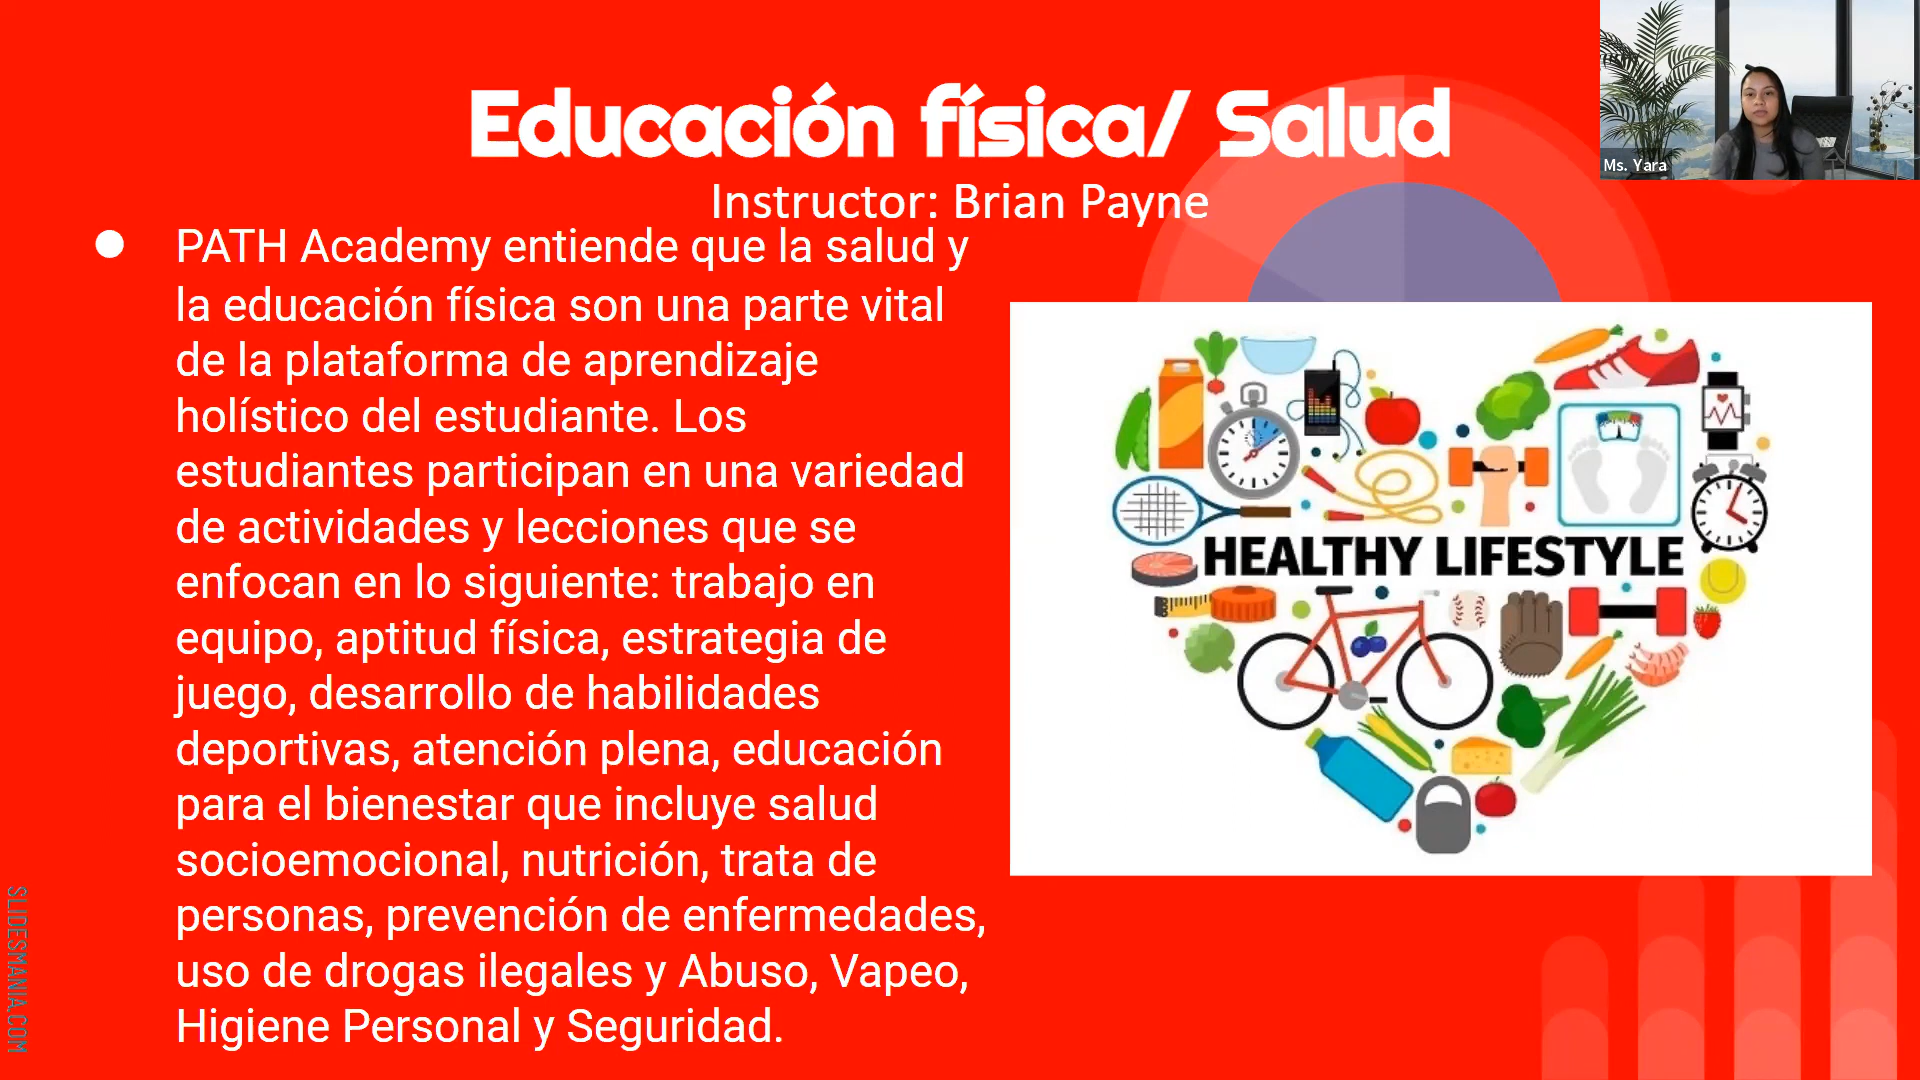 Educación física/ Salud
Instructor: Brian Payne
Ms. Yara
● PATH Academy entiende que la salud y
la educación física son una parte vital
de la plataforma de aprendizaje
holístico del estudiante. Los
estudiantes participan en una variedad
de actividades y lecciones que se
enfocan en lo siguiente: trabajo en
equipo, aptitud física, estrategia de
juego, desarrollo de habilidades
deportivas, atención plena, educación
para el bienestar que incluye salud
socioemocional, nutrición, trata de
personas, prevención de enfermedades,
uso de drogas ilegales y Abuso, Vapeo,
Higiene Personal y Seguridad.
HEALTHY LIFESTYLE
SLIDESMANIA.COM